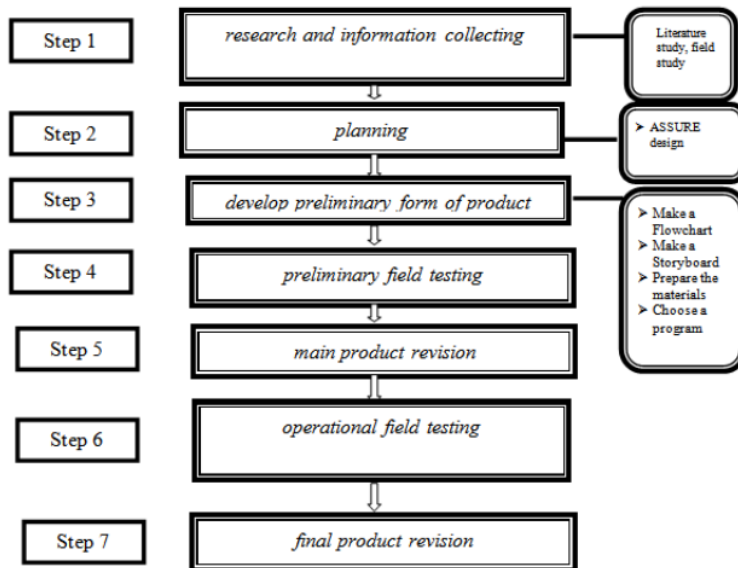 Step 1
research and information collecting
Literature
study, field
study
Step 2
planning
➤ ASSURE
design
Step 3
develop preliminary form of product
➤ Make a
Flowchart
➤ Make a
Storyboard
➤ Prepare the
materials
➤ Choose a
program
Step 4
preliminary field testing
Step 5
main product revision
Step 6
operational field testing
Step 7
final product revision